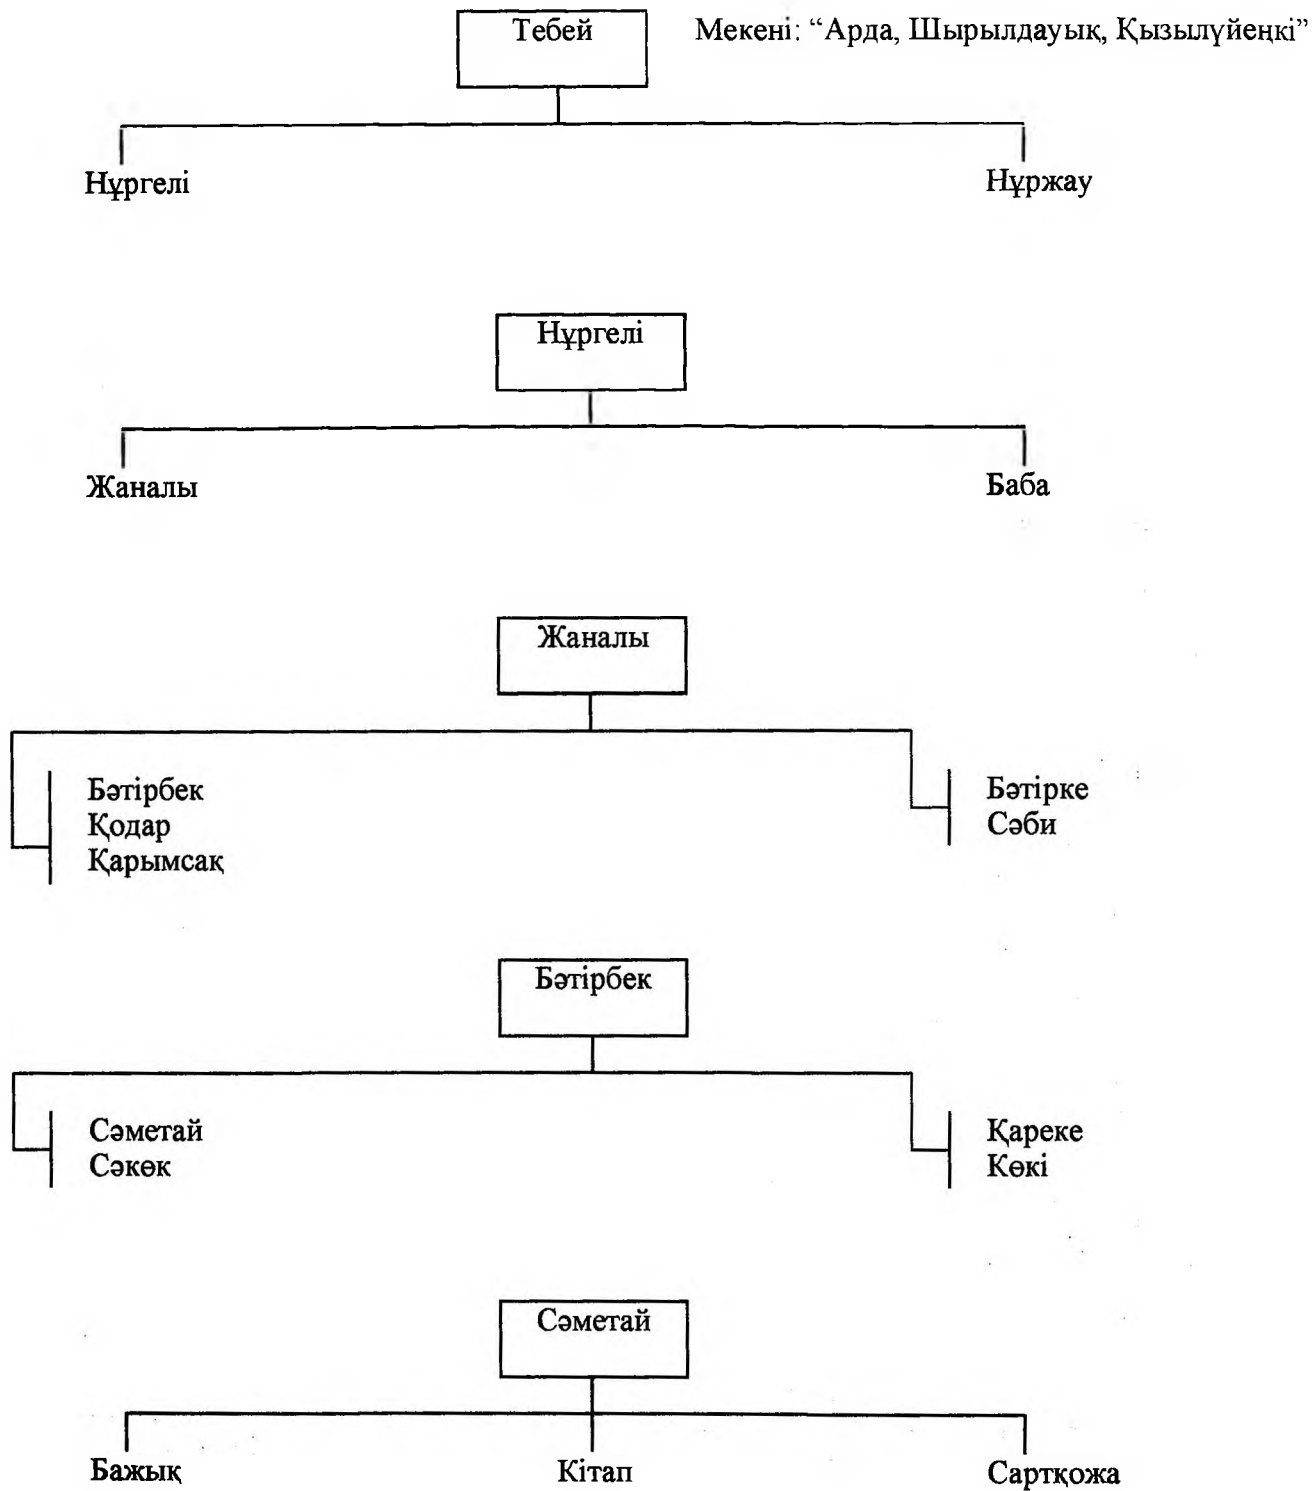 Тебей Мекені: “Арда, Шырылдауық, Қызылүйеңкі”
Нұргелі Нұржау
Нұргелі
Жаналы Баба
Жаналы
Бәтірбек Бәтірке
Қодар Сәби
Қарымсақ
Бәтірбек
Сәметай Қареке
Сәкөк Көкі
Сәметай
Бажық Кітап Сартқожа